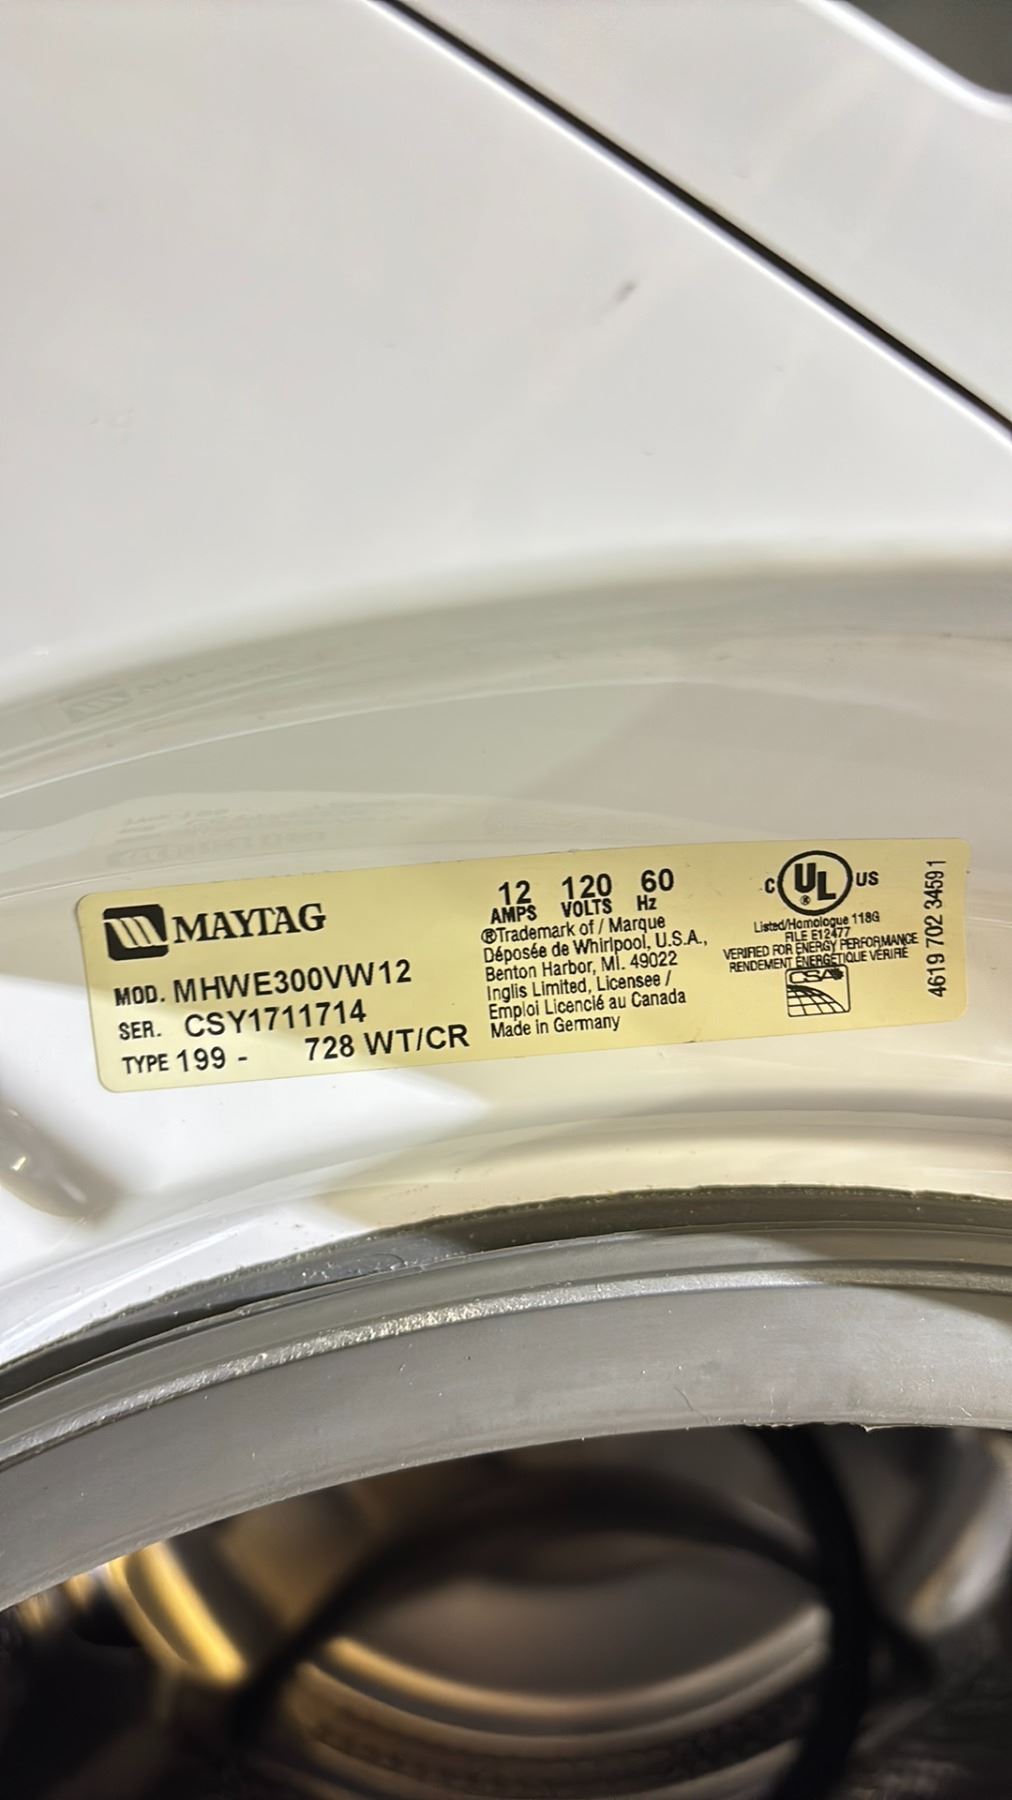 MAYTAG
MOD. MHWE300VW12
SER. CSY1711714
TYPE 199 - 728 WT/CR
12 120 60
AMPS VOLTS Hz
®Trademark of / Marque
Déposée de Whirlpool, U.S.A.,
Benton Harbor, MI. 49022
Inglis Limited, Licensee /
Emploi Licencié au Canada
Made in Germany
C UL ® US
Listed/Homologue 118G
FILE E12477
VERIFIED FOR ENERGY PERFORMANCE
RENDEMENT ÉNERGÉTIQUE VÉRIFIÉ
CSA
4619 702 34591